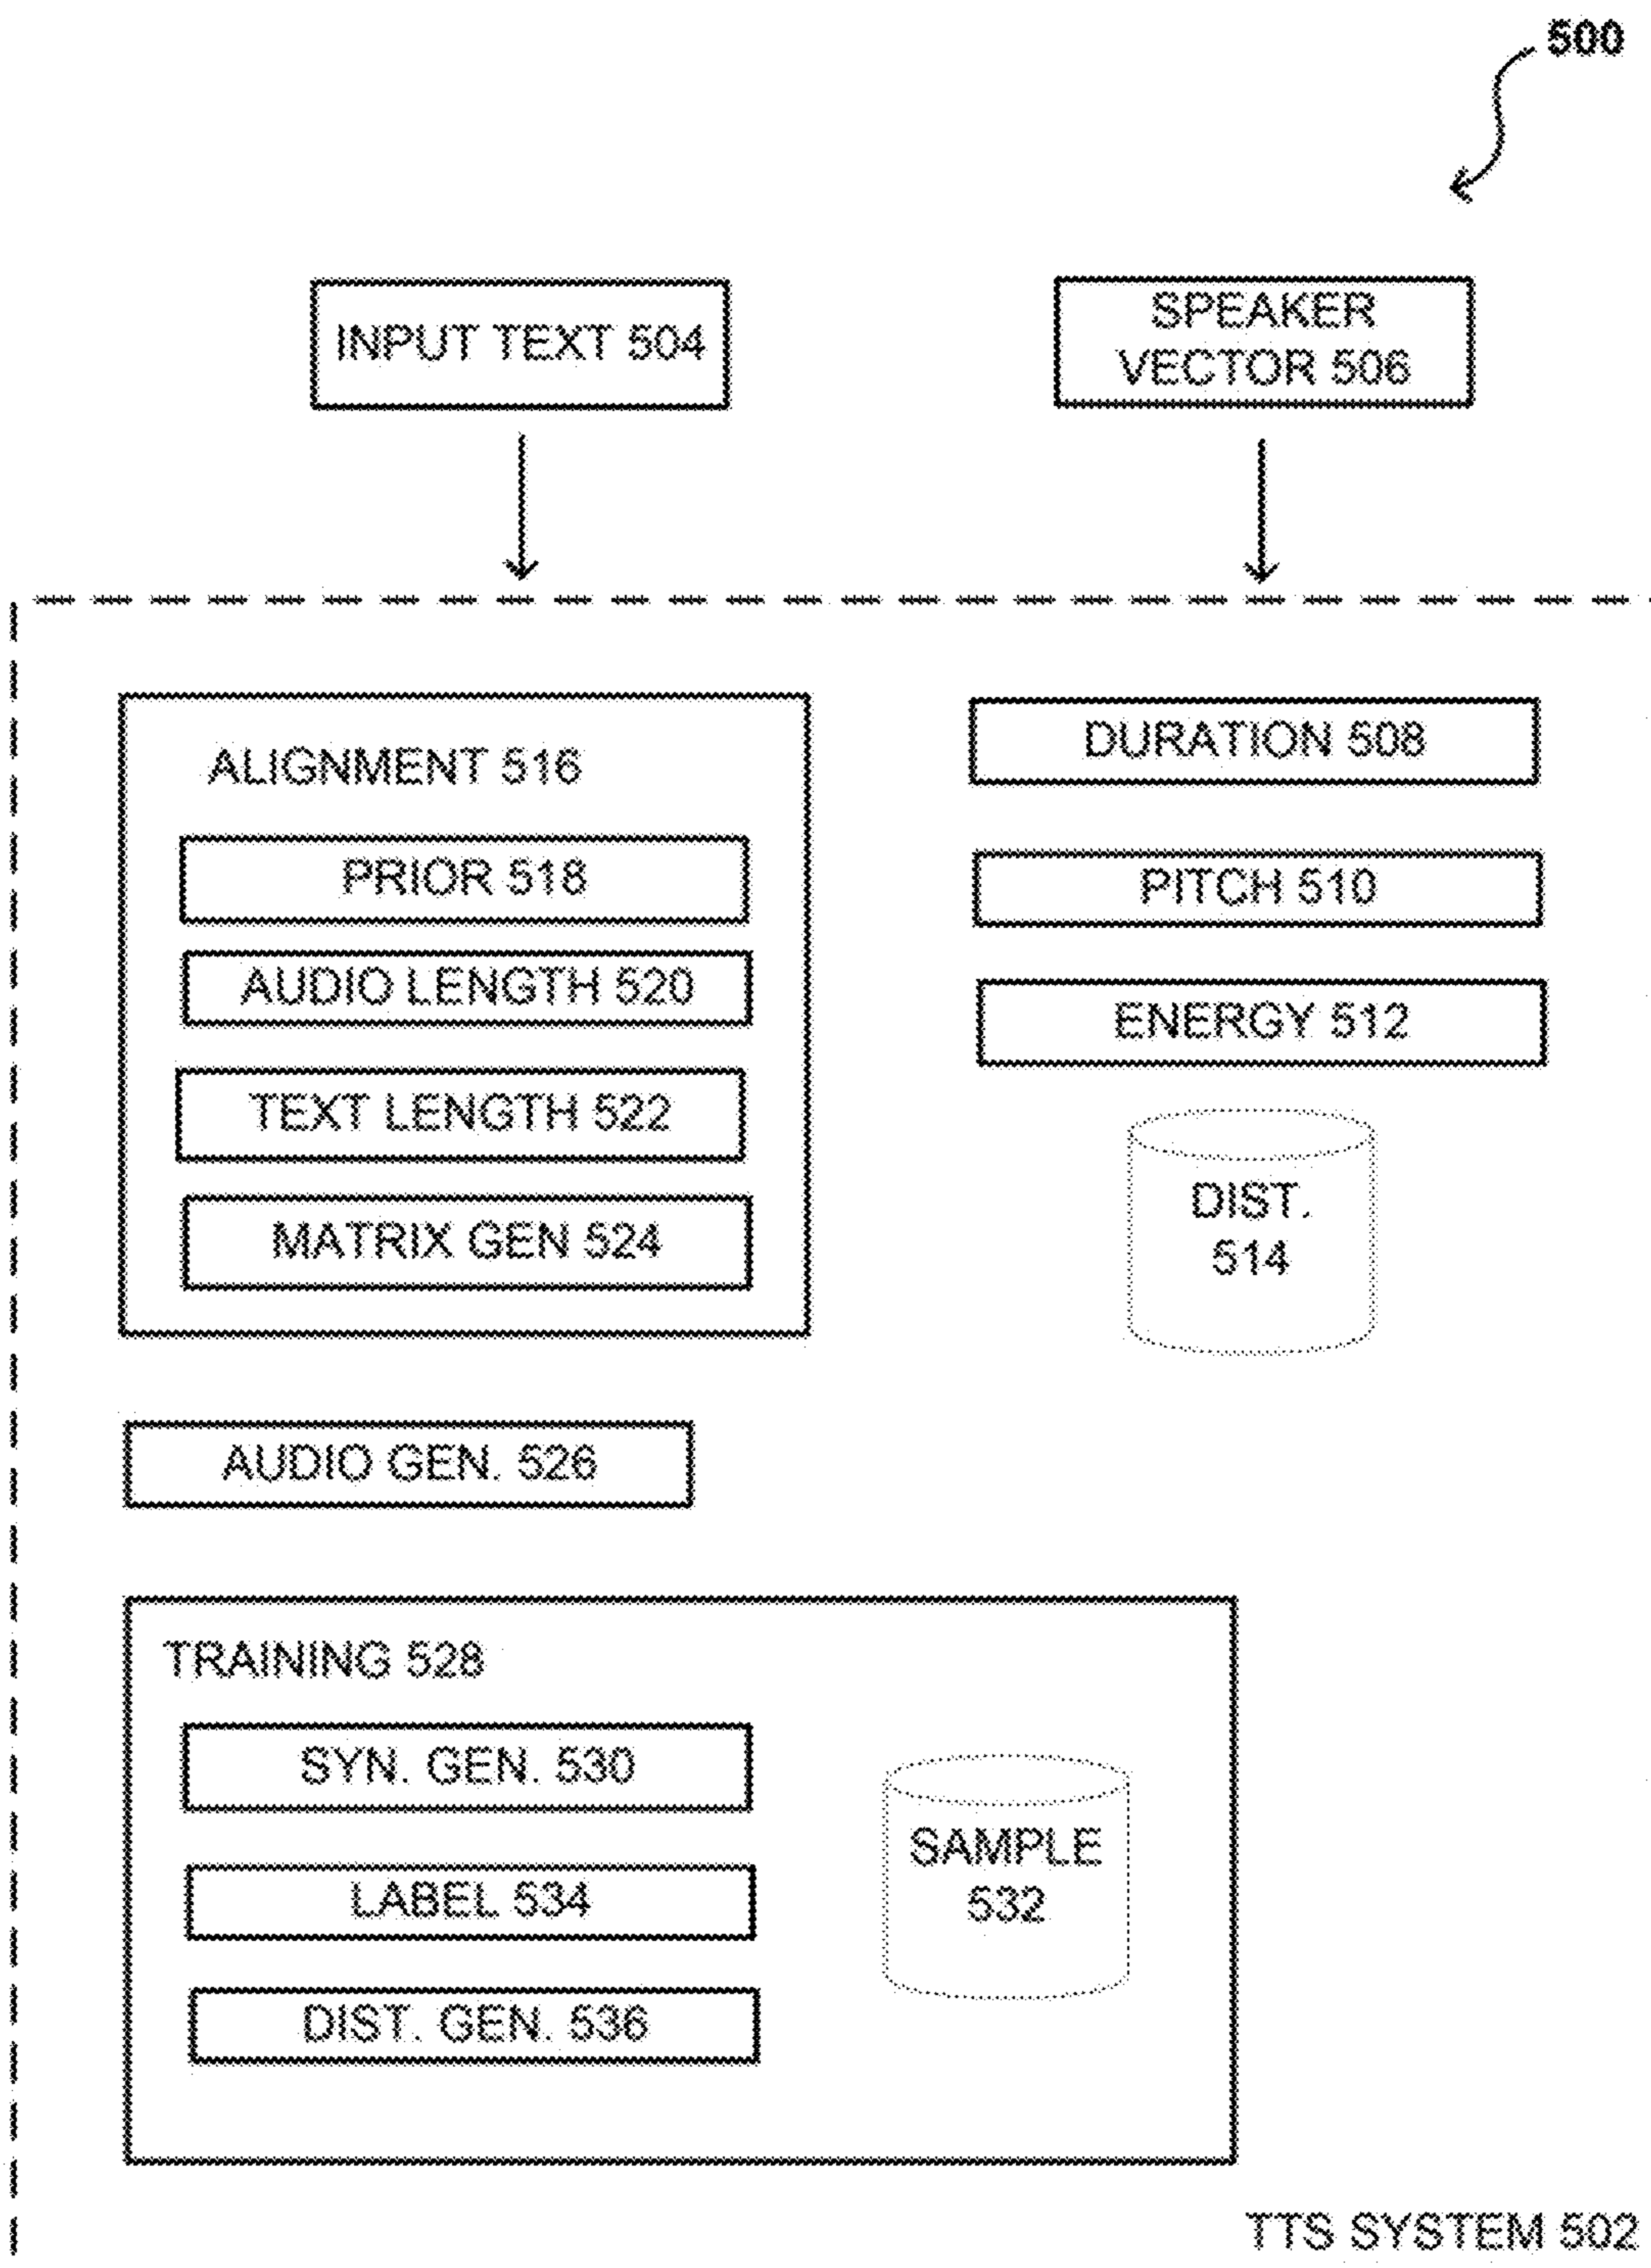 500
INPUT TEXT 504
SPEAKER
VECTOR 506
ALIGNMENT 516
PRIOR 518
AUDIO LENGTH 520
TEXT LENGTH 522
MATRIX GEN 524
DURATION 508
PITCH 510
ENERGY 512
DIST.
514
AUDIO GEN. 526
TRAINING 528
SYN. GEN. 530
LABEL 534
DIST. GEN. 536
SAMPLE
532
TTS SYSTEM 502